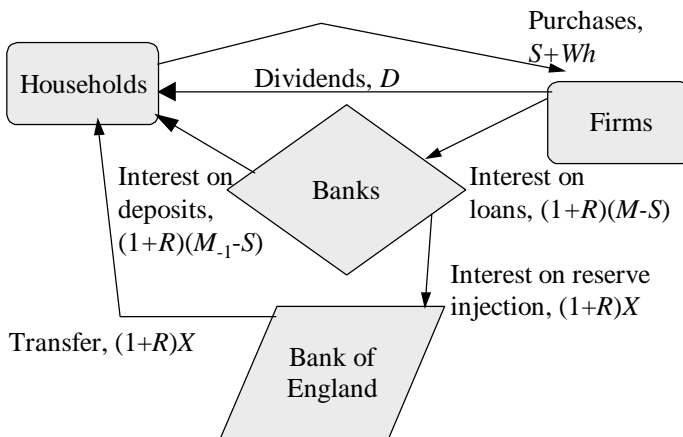 Purchases,
S+Wh
Households
Dividends, D
Firms
Interest on
deposits,
(1+R)(M₋₁-S)
Banks
Interest on
loans, (1+R)(M-S)
Interest on reserve
injection, (1+R)X
Transfer, (1+R)X
Bank of
England